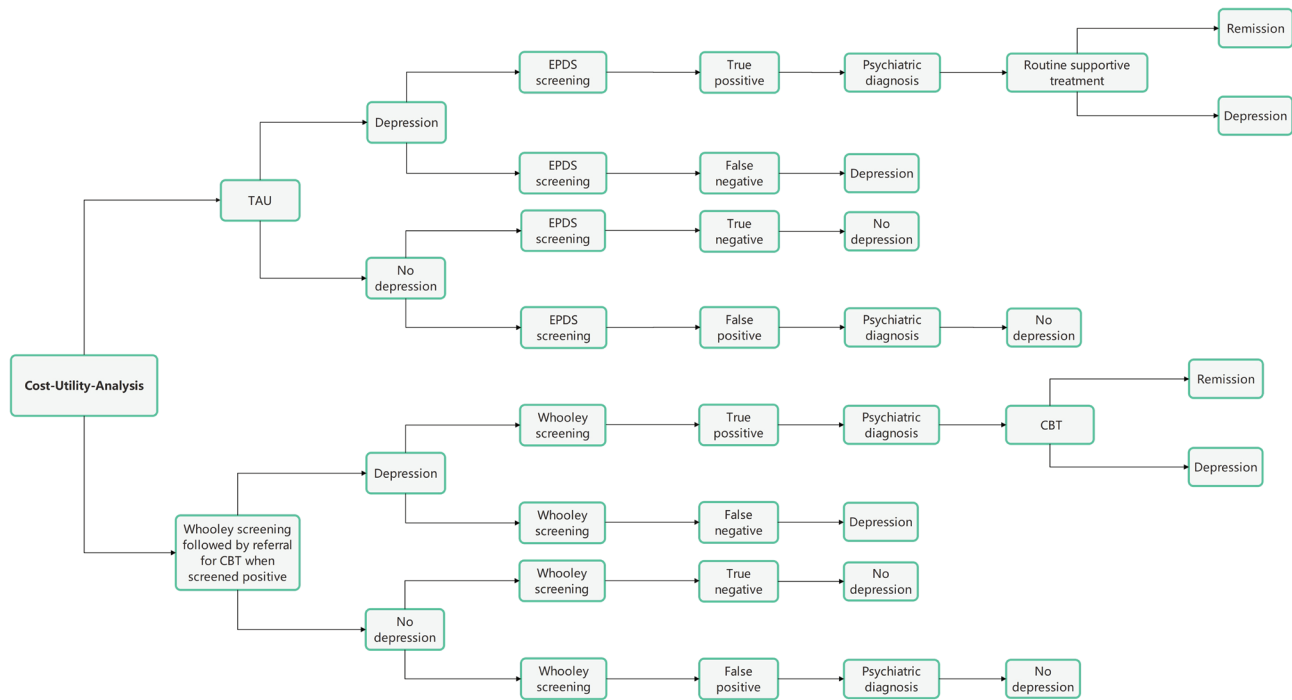 Remission
EPDS
screening
True
possitive
Psychiatric
diagnosis
Routine supportive
treatment
Depression
Depression
EPDS
screening
False
negative
Depression
TAU
EPDS
screening
True
negative
No
depression
No
depression
EPDS
screening
False
positive
Psychiatric
diagnosis
No
depression
Cost-Utility-Analysis
Remission
Whooley
screening
True
possitive
Psychiatric
diagnosis
CBT
Depression
Depression
Whooley
screening
False
negative
Depression
Whooley screening
followed by referral
for CBT when
screened positive
Whooley
screening
True
negative
No
depression
No
depression
Whooley
screening
False
positive
Psychiatric
diagnosis
No
depression